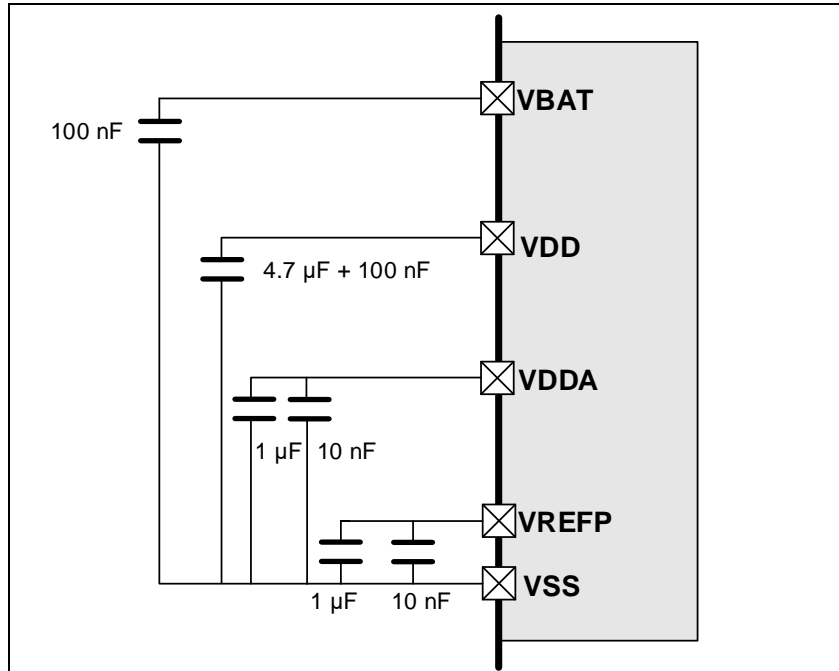 VBAT
100 nF
VDD
4.7 µF + 100 nF
VDDA
1 µF 10 nF
VREFP
VSS
1 µF 10 nF